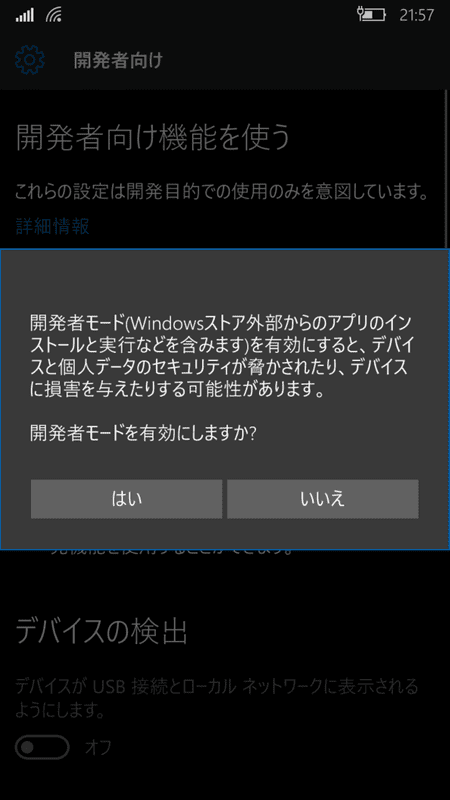 21:57
開発者向け
開発者向け機能を使う
これらの設定は開発目的での使用のみを意図しています。
詳細情報
開発者モード(Windowsストア外部からのアプリのイン
ストールと実行などを含みます)を有効にすると、デバイ
スと個人データのセキュリティが脅かされたり、デバイス
に損害を与えたりする可能性があります。
開発者モードを有効にしますか?
はい
いいえ
デバイスの検出
デバイスが USB 接続とローカル ネットワークに表示される
ようにします。
オフ